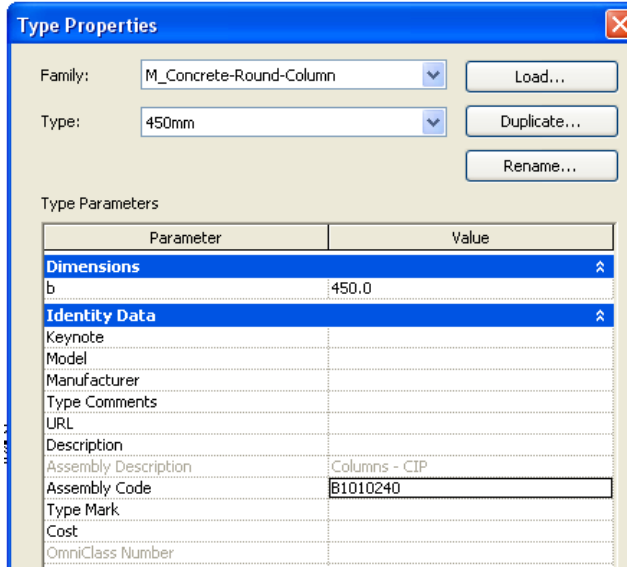 Type Properties
Family: M_Concrete-Round-Column Load...
Type: 450mm Duplicate...
Rename...
Type Parameters
Parameter Value
Dimensions
b 450.0
Identity Data
Keynote
Model
Manufacturer
Type Comments
URL
Description
Assembly Description Columns - CIP
Assembly Code B1010240
Type Mark
Cost
OmniClass Number